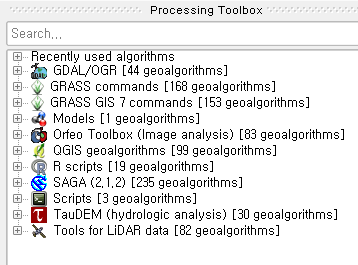 Processing Toolbox
Search...
Recently used algorithms
GDAL/OGR [44 geoalgorithms]
GRASS commands [168 geoalgorithms]
GRASS GIS 7 commands [153 geoalgorithms]
Models [1 geoalgorithms]
Orfeo Toolbox (Image analysis) [83 geoalgorithms]
QGIS geoalgorithms [99 geoalgorithms]
R scripts [19 geoalgorithms]
SAGA (2,1,2) [235 geoalgorithms]
Scripts [3 geoalgorithms]
TauDEM (hydrologic analysis) [30 geoalgorithms]
Tools for LiDAR data [82 geoalgorithms]